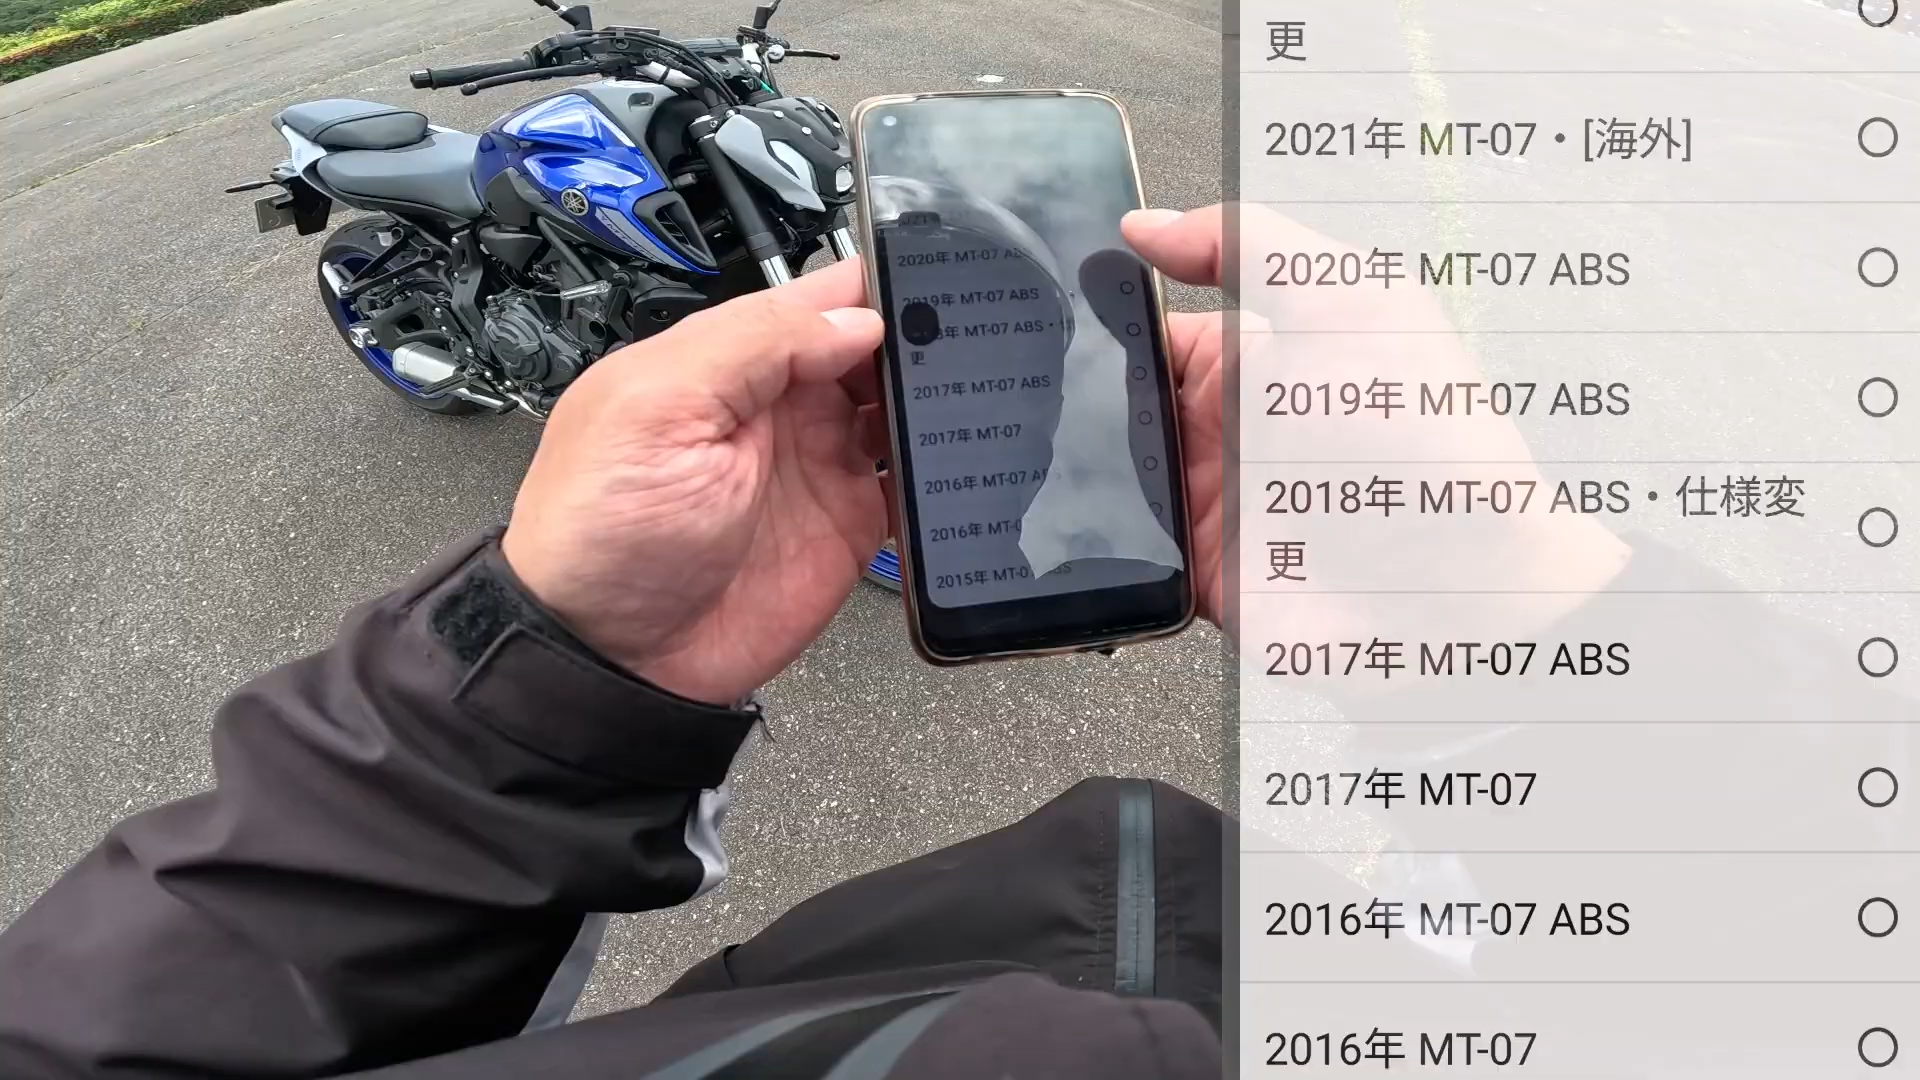 2020年 MT-07 AB
2019年 MT-07 ABS
8年 MT-07 ABS・仕
更
2017年 MT-07 ABS
2017年 MT-07
2016年 MT-07 A
2016年 MT-0
2015年 MT-0 BS
更
2021年 MT-07・[海外]
2020年 MT-07 ABS
2019年 MT-07 ABS
2018年 MT-07 ABS・仕様変
更
2017年 MT-07 ABS
2017年 MT-07
2016年 MT-07 ABS
2016年 MT-07